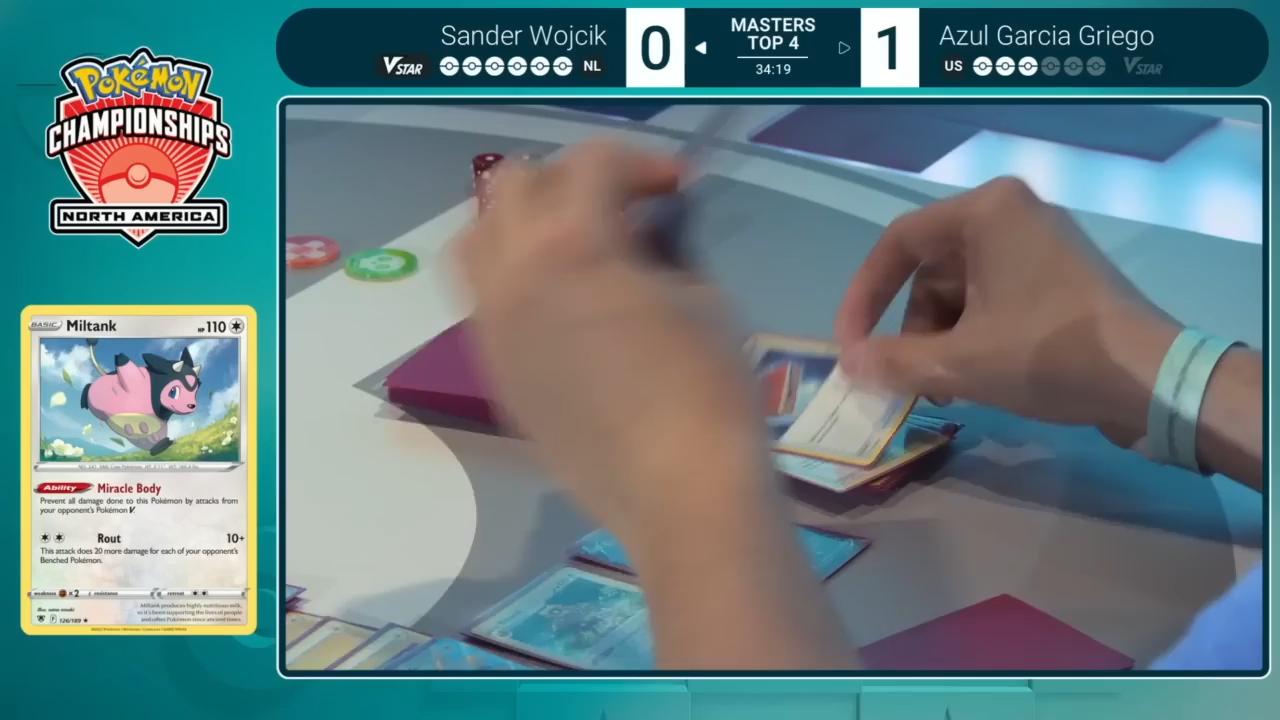 Sander Wojcik
VSTAR
NL
0
MASTERS
TOP 4
34:19
1
Azul Garcia Griego
US
VSTAR
Pokémon
CHAMPIONSHIPS
NORTH AMERICA
BASIC
Miltank
HP 110
Ability
Miracle Body
Prevent all damage done to this Pokémon by attacks from
your opponent's Pokémon V.
Rout
10+
This attack does 20 more damage for each of your opponent's
Benched Pokémon.
weakness
×2
resistance
retreat
Miltank produces highly nutritious milk,
so it's been supporting the lives of people
and other Pokémon since ancient times.
F
126/189